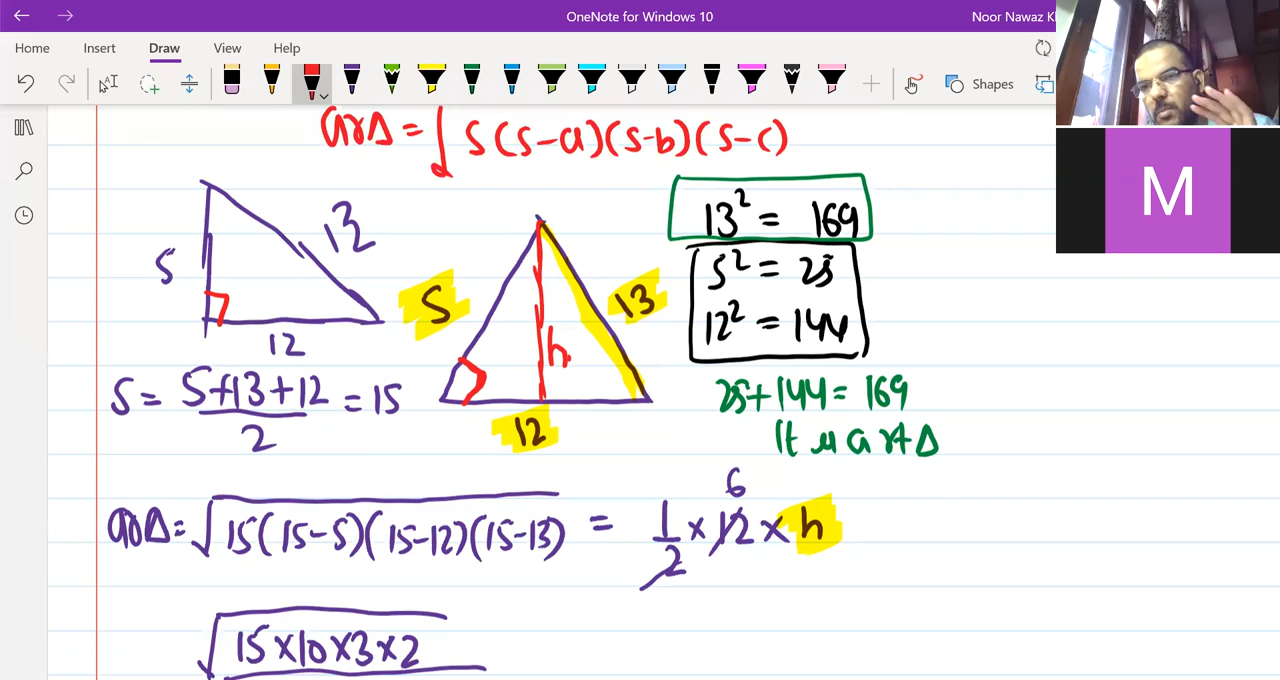 OneNote for Windows 10
Noor Nawaz Kh
Home Insert Draw View Help
Shapes
M
ar Δ = √s(s-a)(s-b)(s-c)
5
13
12
5
13
h
12
13² = 169
5² = 25
12² = 144
25+144 = 169
It is a rt Δ
S = 5+13+12/2 = 15
ar Δ = √15(15-5)(15-12)(15-13) = 1/2 × 12 × h
6
√15×10×3×2